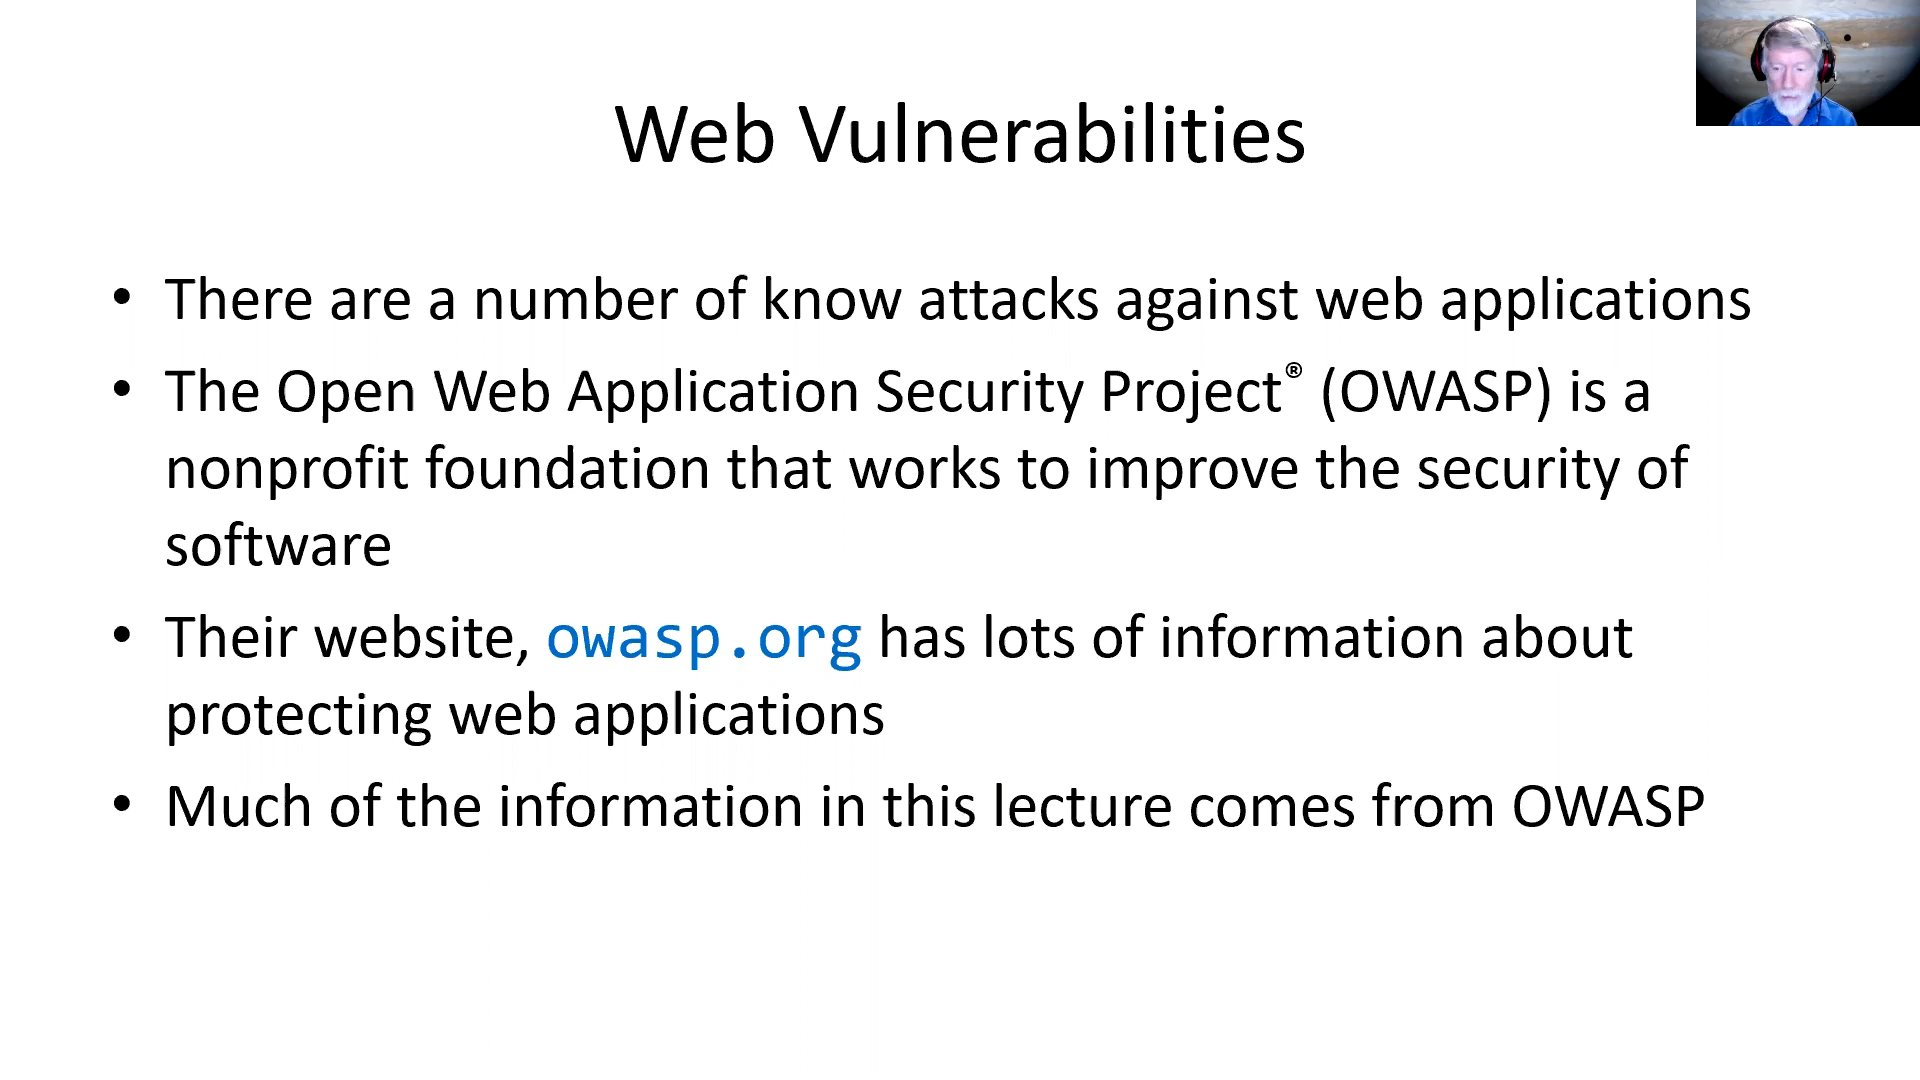 Web Vulnerabilities
• There are a number of know attacks against web applications
• The Open Web Application Security Project® (OWASP) is a
nonprofit foundation that works to improve the security of
software
• Their website, owasp.org has lots of information about
protecting web applications
• Much of the information in this lecture comes from OWASP